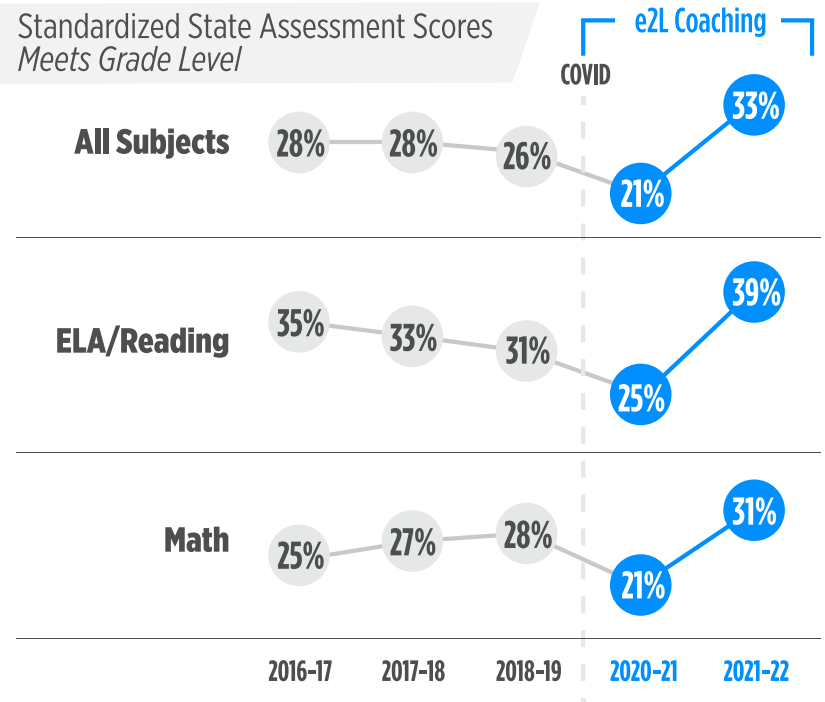 Standardized State Assessment Scores
Meets Grade Level
e2L Coaching
COVID
All Subjects 28% 28% 26% 21% 33%
ELA/Reading 35% 33% 31% 25% 39%
Math 25% 27% 28% 21% 31%
2016–17 2017–18 2018–19 2020–21 2021–22